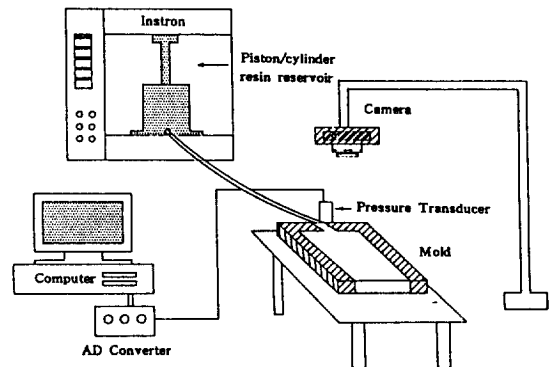 Instron
Piston/cylinder
resin reservoir
Camera
Pressure Transducer
Mold
Computer
AD Converter